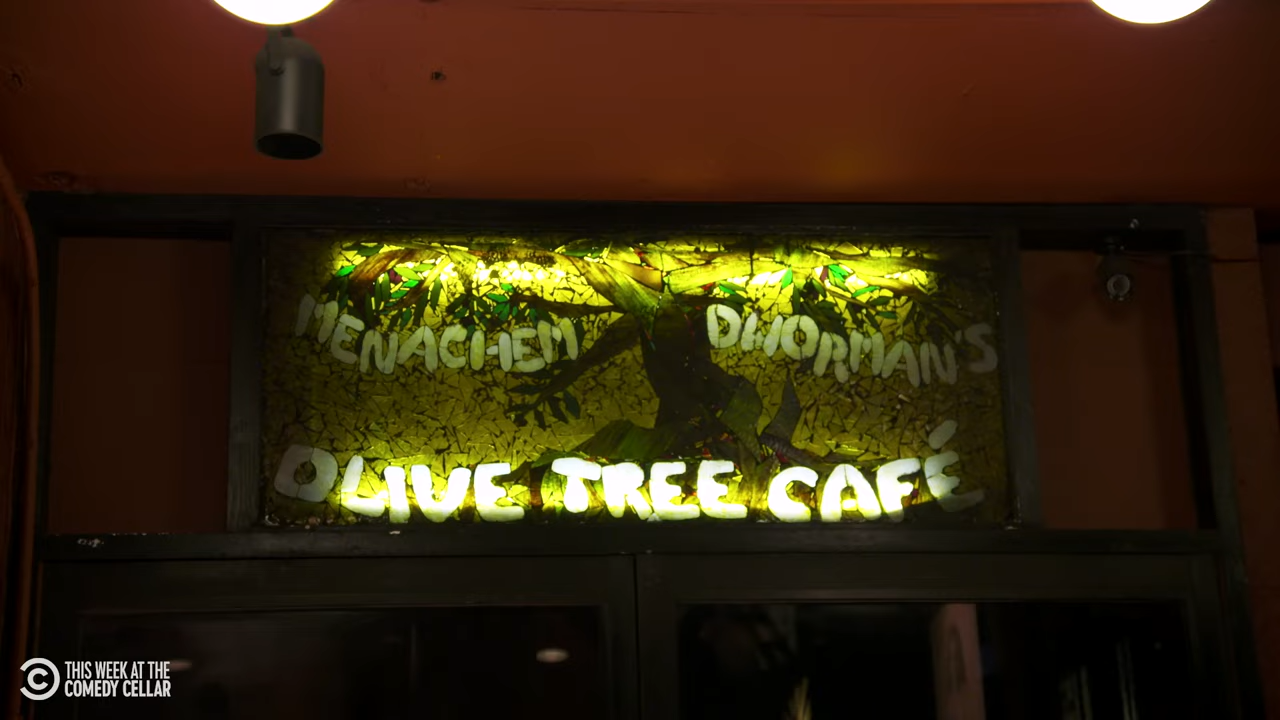 MENACHEM DWORMAN'S
OLIVE TREE CAFÉ
THIS WEEK AT THE
COMEDY CELLAR